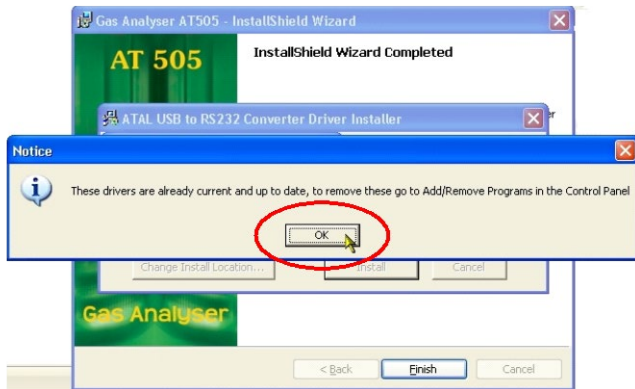 Gas Analyser AT505 - InstallShield Wizard
AT 505
InstallShield Wizard Completed
ATAL USB to RS232 Converter Driver Installer
Notice
These drivers are already current and up to date, to remove these go to Add/Remove Programs in the Control Panel
OK
Change Install Location...
Install
Cancel
Gas Analyser
< Back
Finish
Cancel